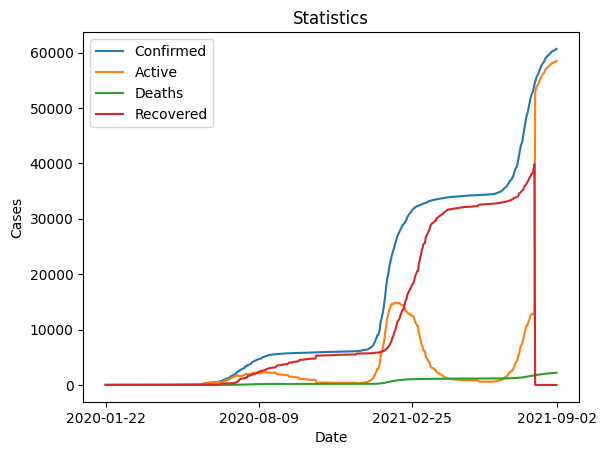 Statistics
Confirmed
Active
Deaths
Recovered
60000
50000
40000
30000
20000
10000
0
Cases
2020-01-22
2020-08-09
2021-02-25
2021-09-02
Date